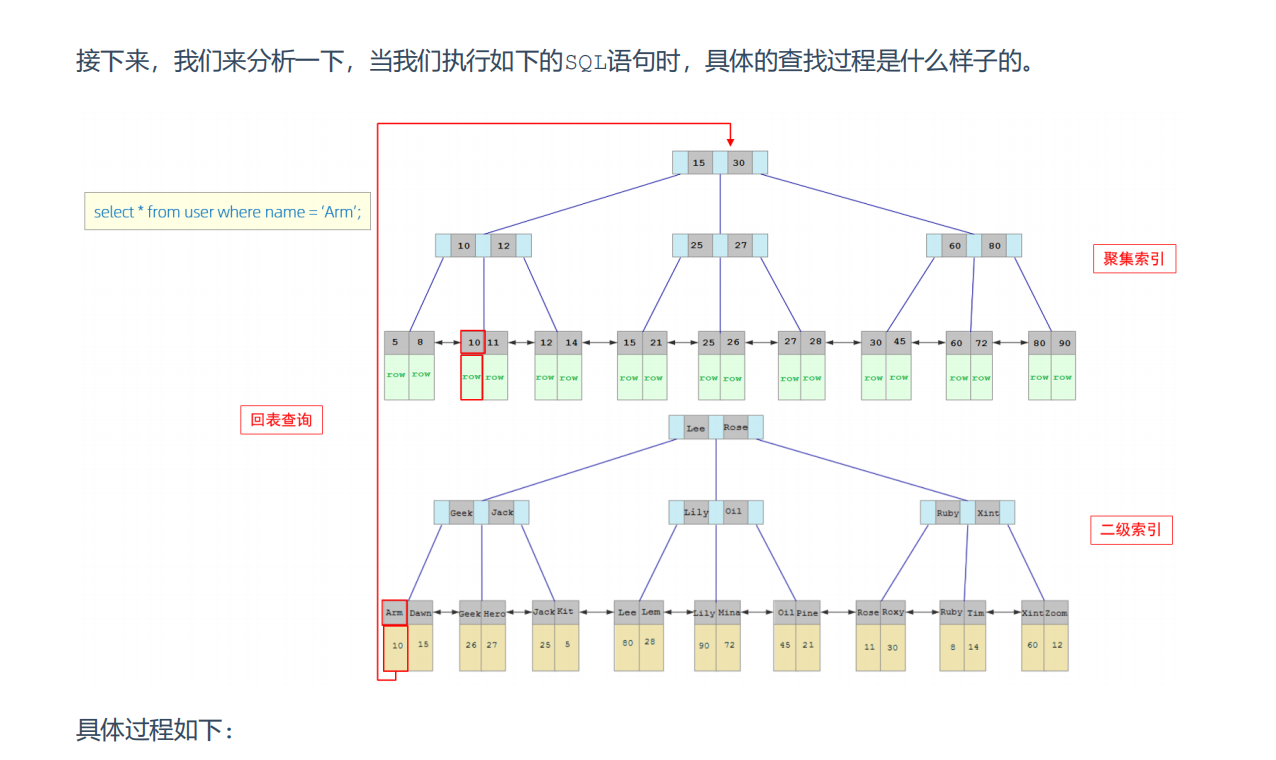 接下来，我们来分析一下，当我们执行如下的SQL语句时，具体的查找过程是什么样子的。
15 30
select * from user where name = ‘Arm’;
10 12 25 27 60 80
聚集索引
5 8 10 11 12 14 15 21 25 26 27 28 30 45 60 72 80 90
row row row row row row row row row row row row row row row row row row
回表查询
Lee Rose
Geek Jack Lily Oil Ruby Xint
二级索引
Arm Dawn Geek Hero Jack Kit Lee Lem Lily Mina Oil Pine Rose Roxy Ruby Tim Xint Zoom
10 15 26 27 25 5 80 28 90 72 45 21 11 30 8 14 60 12
具体过程如下：